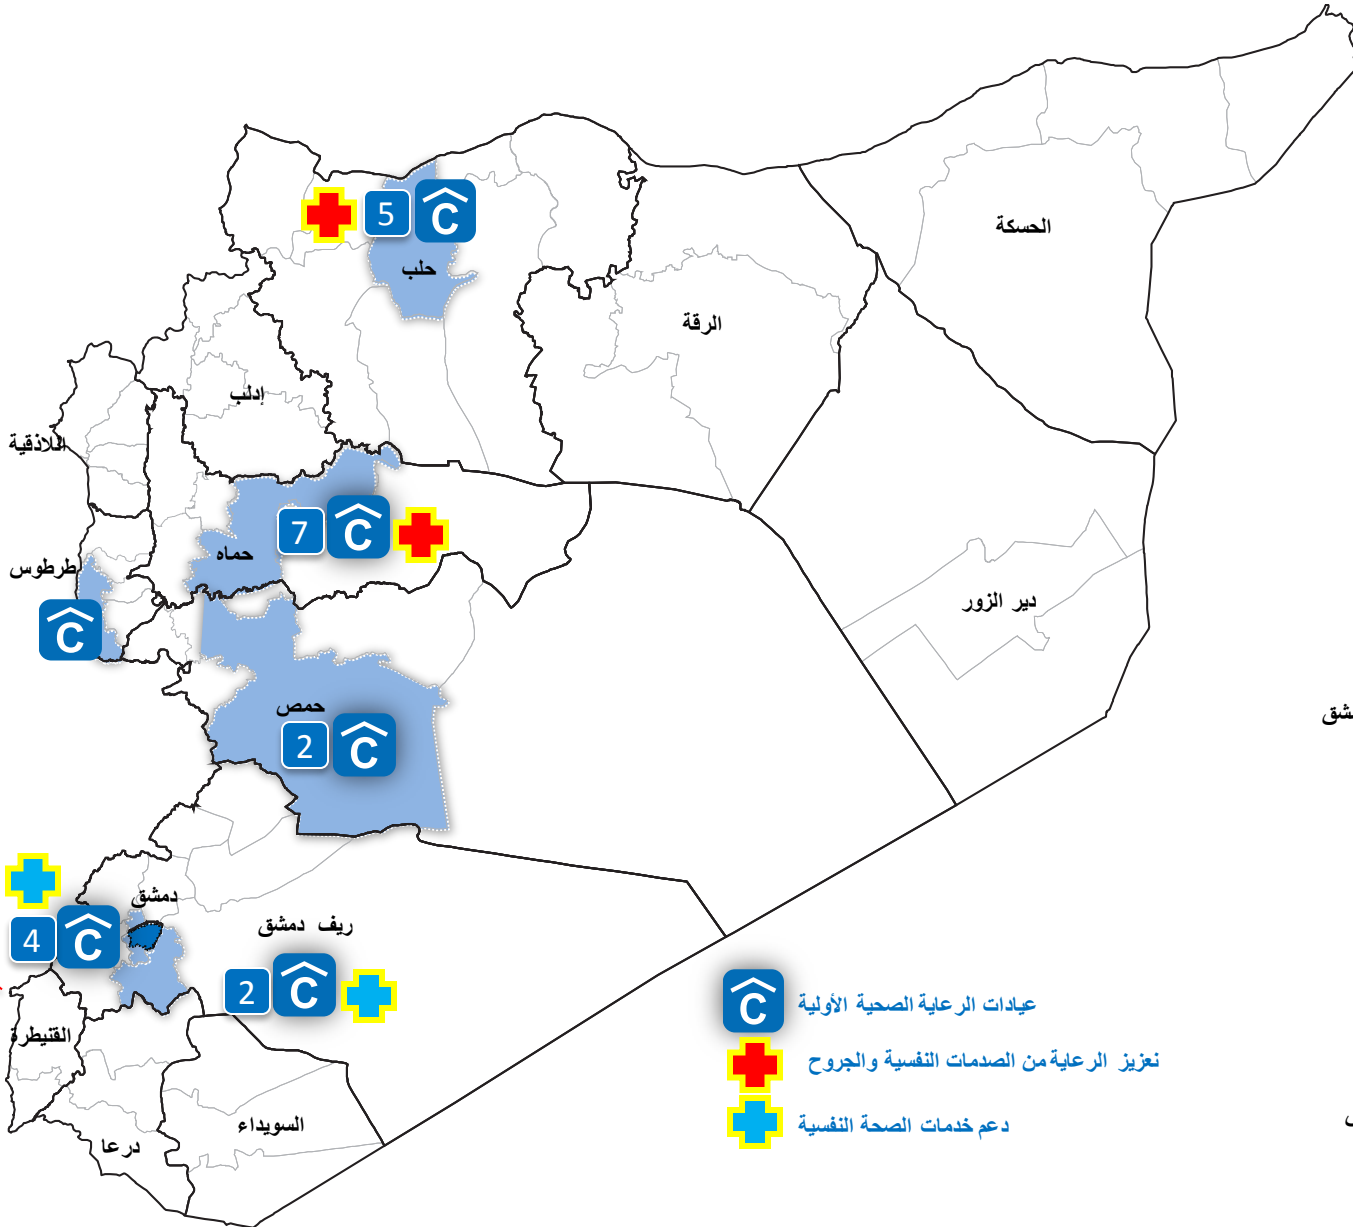 الحسكة
5
C
حلب
الرقة
إدلب
اللاذقية
7
C
حماه
طرطوس
C
دير الزور
حمص
2
C
دمشق
4
C
ريف دمشق
2
C
القنيطرة
السويداء
درعا
C
عيادات الرعاية الصحية الأولية
نعزيز الرعاية من الصدمات النفسية والجروح
دعم خدمات الصحة النفسية